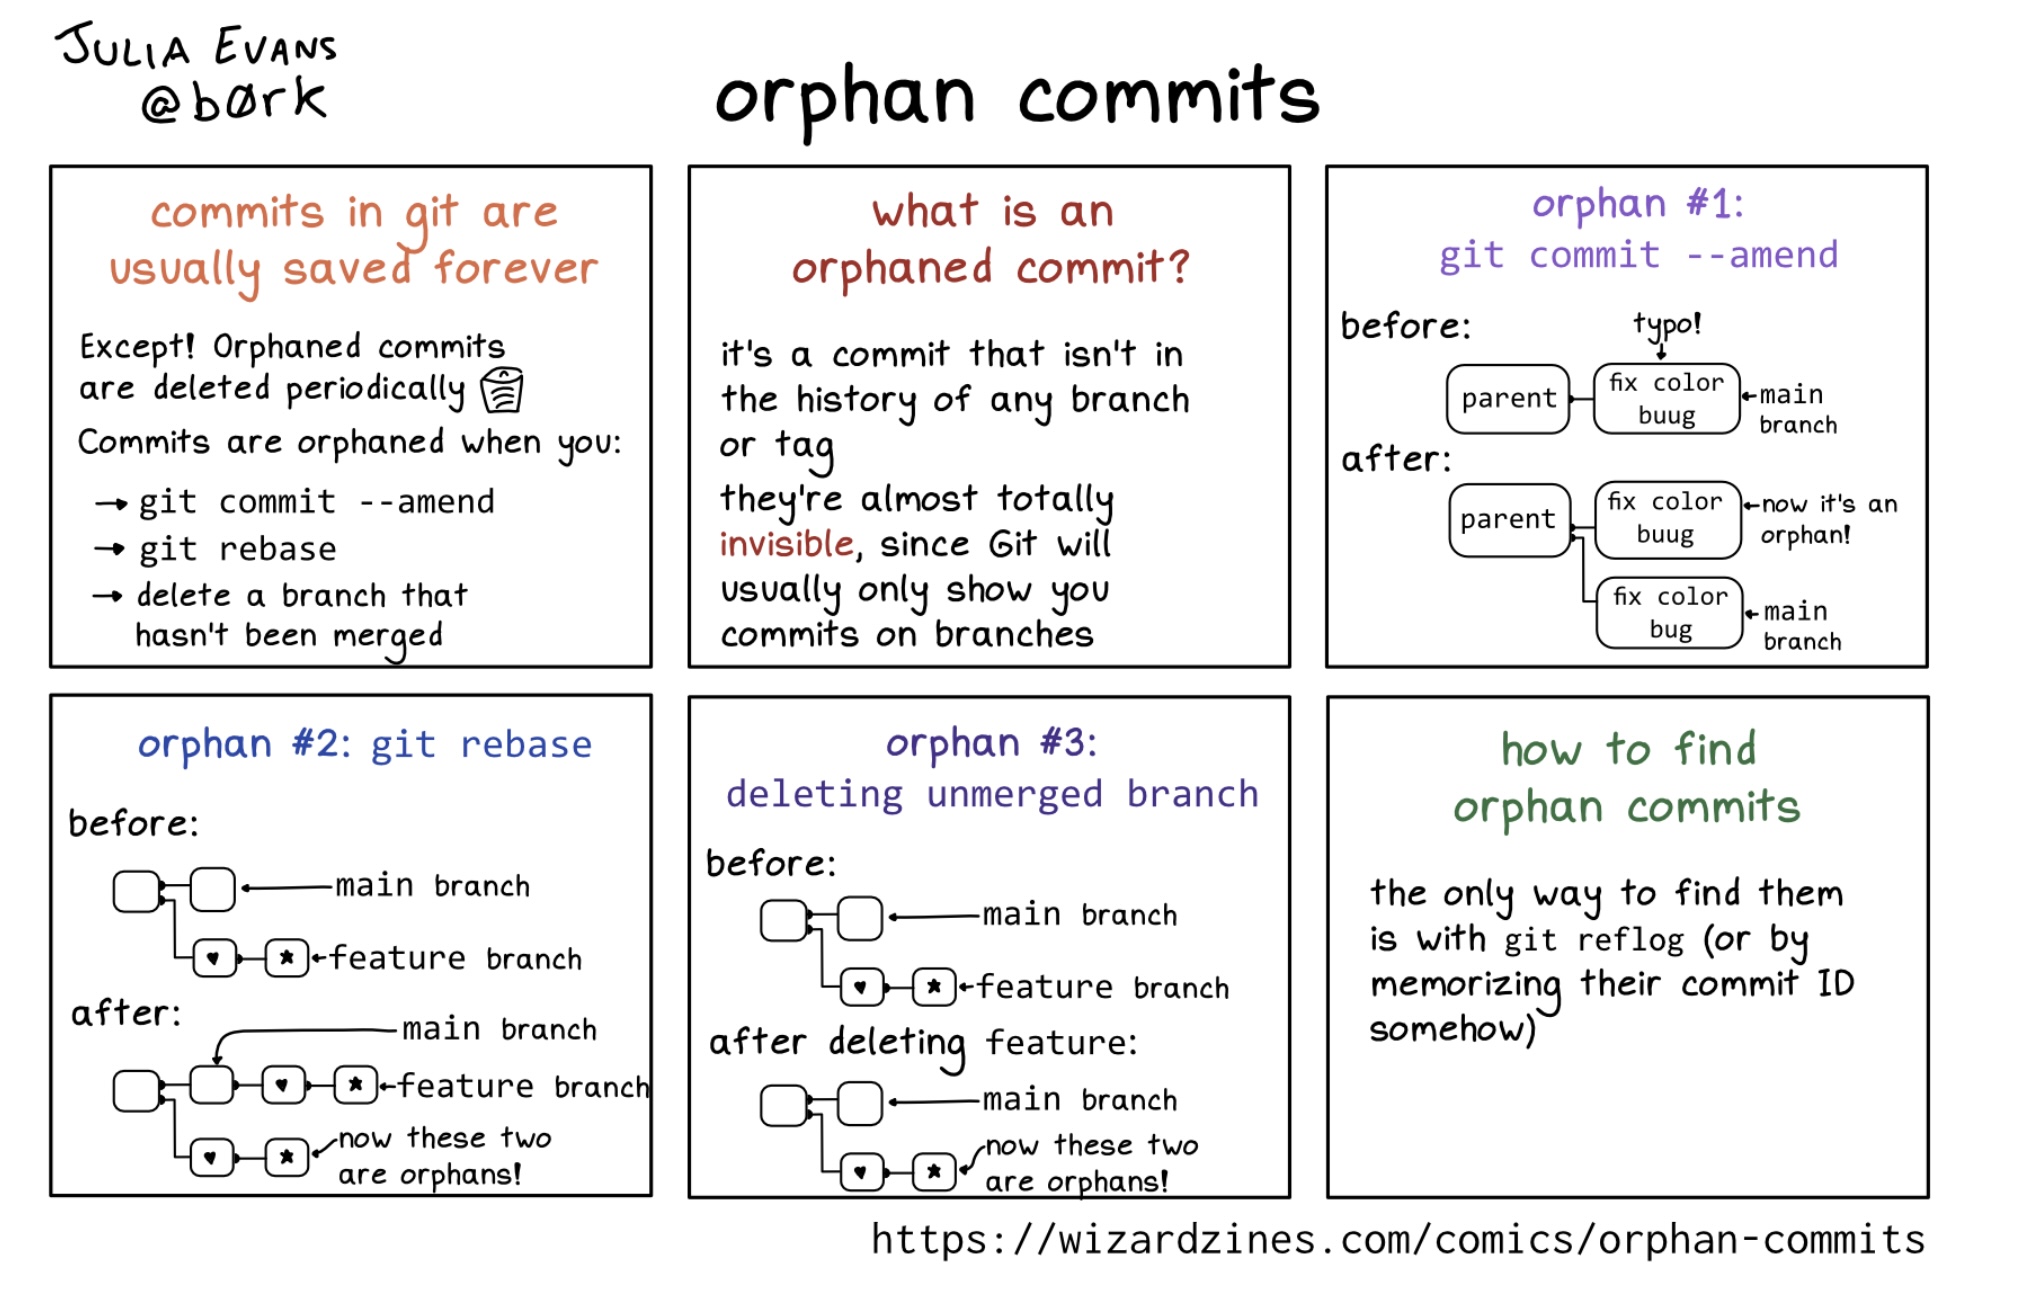 JULIA EVANS
@børk
orphan commits
commits in git are
usually saved forever
Except! Orphaned commits
are deleted periodically
Commits are orphaned when you:
→ git commit --amend
→ git rebase
→ delete a branch that
hasn't been merged
what is an
orphaned commit?
it's a commit that isn't in
the history of any branch
or tag
they're almost totally
invisible, since Git will
usually only show you
commits on branches
orphan #1:
git commit --amend
before:
typo!
parent
fix color
buug
main
branch
after:
parent
fix color
buug
now it's an
orphan!
fix color
bug
main
branch
orphan #2: git rebase
before:
main branch
feature branch
after:
main branch
feature branch
now these two
are orphans!
orphan #3:
deleting unmerged branch
before:
main branch
feature branch
after deleting feature:
main branch
now these two
are orphans!
how to find
orphan commits
the only way to find them
is with git reflog (or by
memorizing their commit ID
somehow)
https://wizardzines.com/comics/orphan-commits